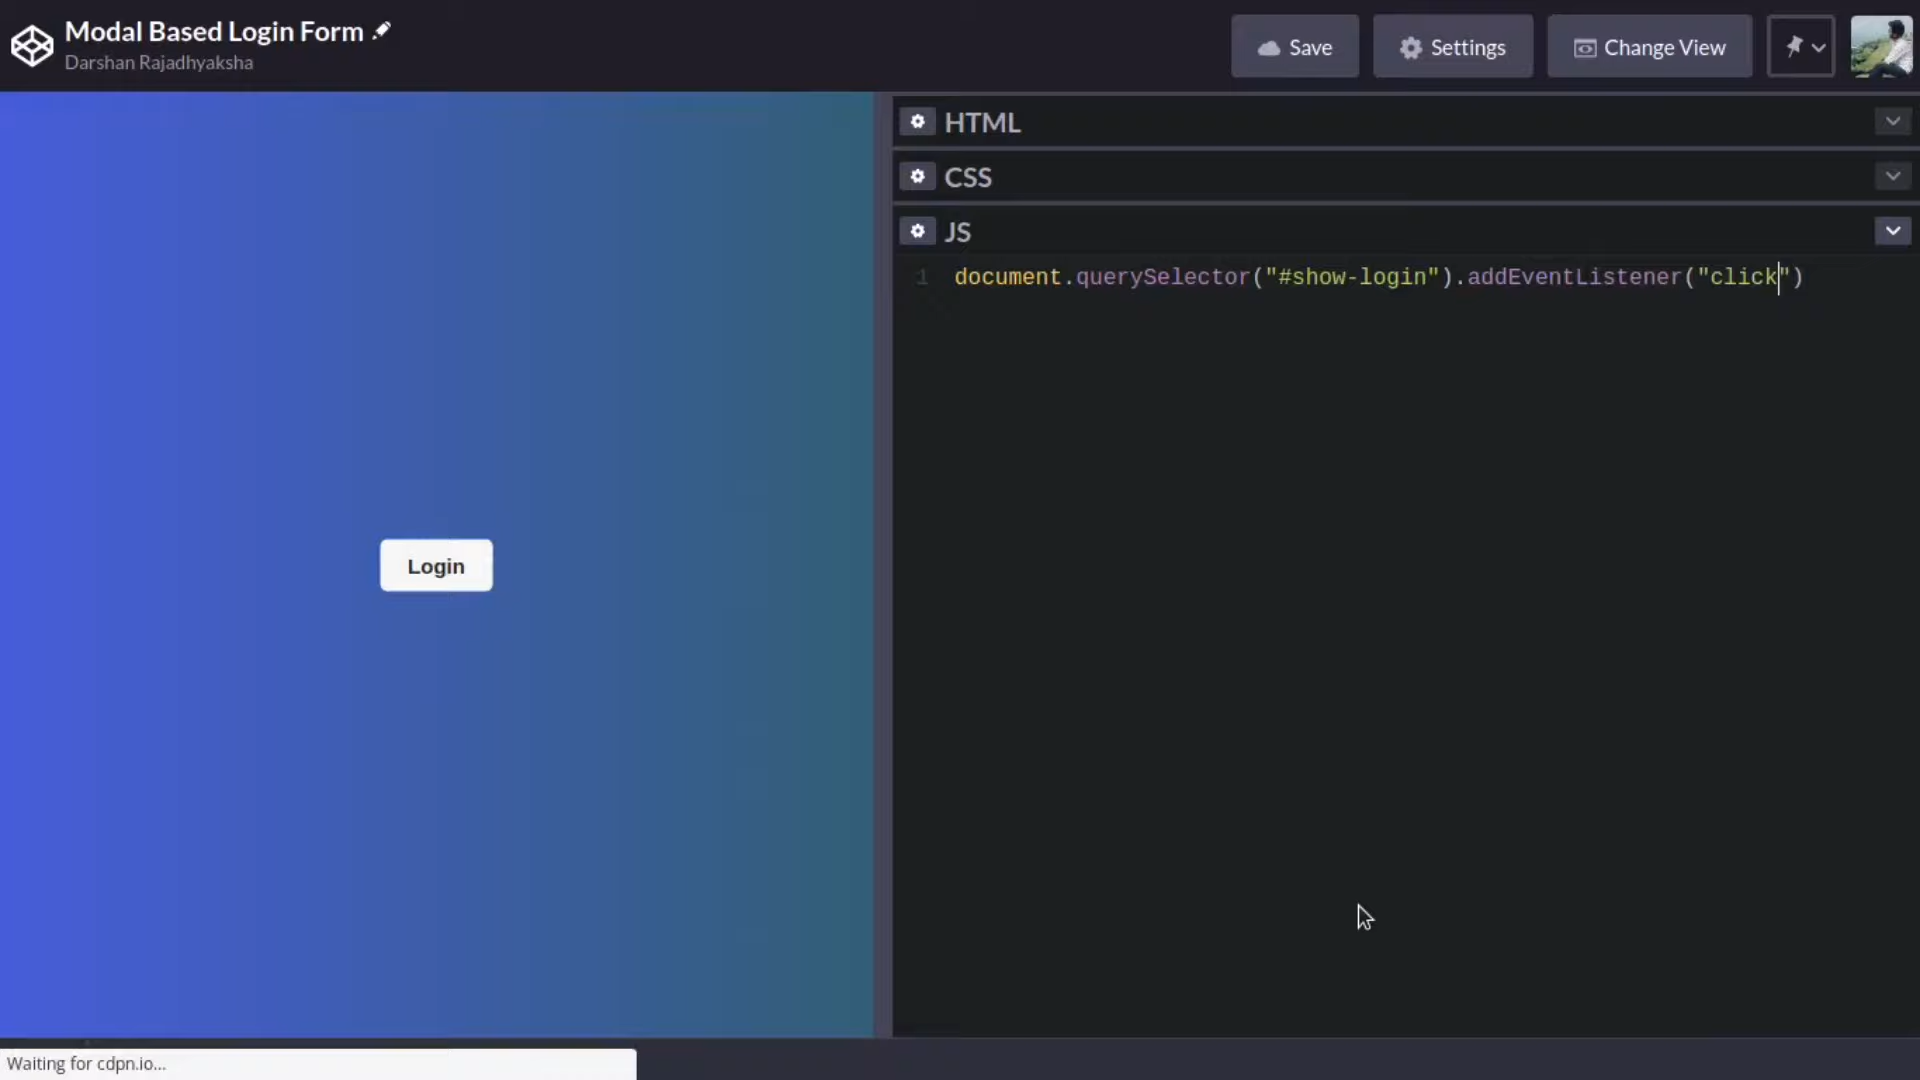 Modal Based Login Form
Darshan Rajadhyaksha
Save
Settings
Change View
HTML
CSS
JS
1 document.querySelector("#show-login").addEventListener("click")
Login
Waiting for cdpn.io...